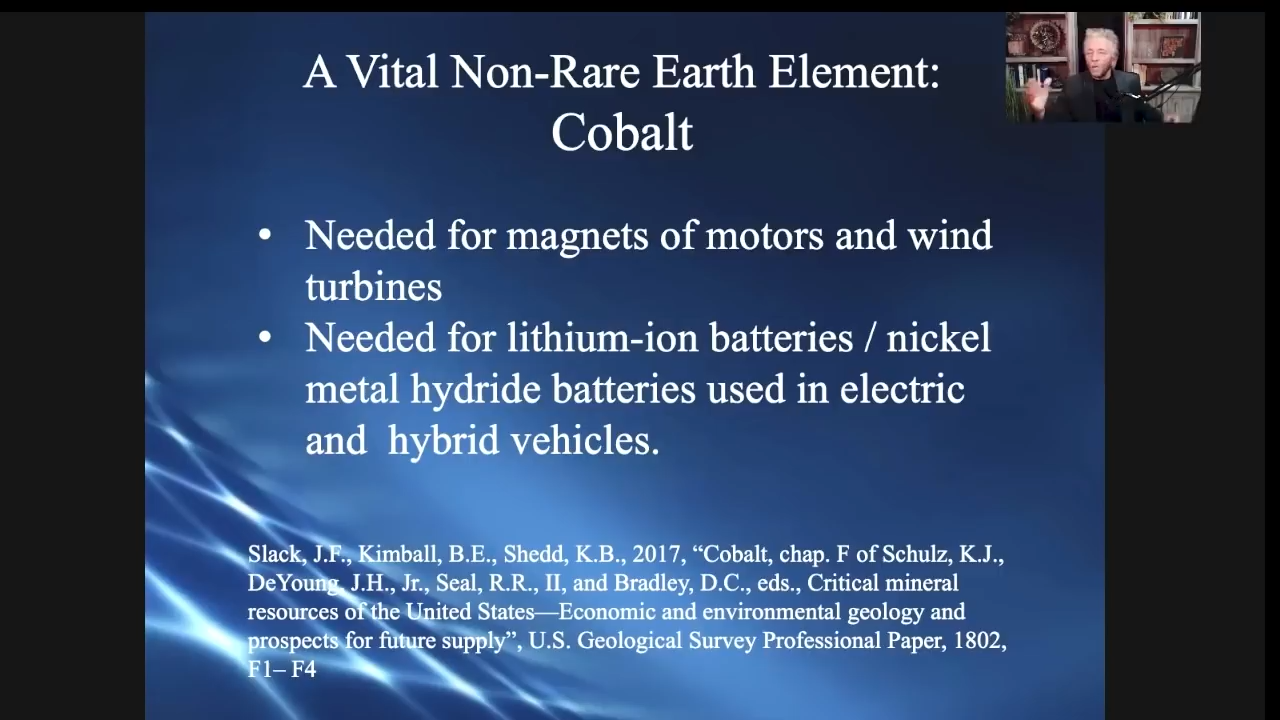 A Vital Non-Rare Earth Element:
Cobalt
• Needed for magnets of motors and wind
turbines
• Needed for lithium-ion batteries / nickel
metal hydride batteries used in electric
and  hybrid vehicles.
Slack, J.F., Kimball, B.E., Shedd, K.B., 2017, “Cobalt, chap. F of Schulz, K.J.,
DeYoung, J.H., Jr., Seal, R.R., II, and Bradley, D.C., eds., Critical mineral
resources of the United States—Economic and environmental geology and
prospects for future supply”, U.S. Geological Survey Professional Paper, 1802,
F1– F4